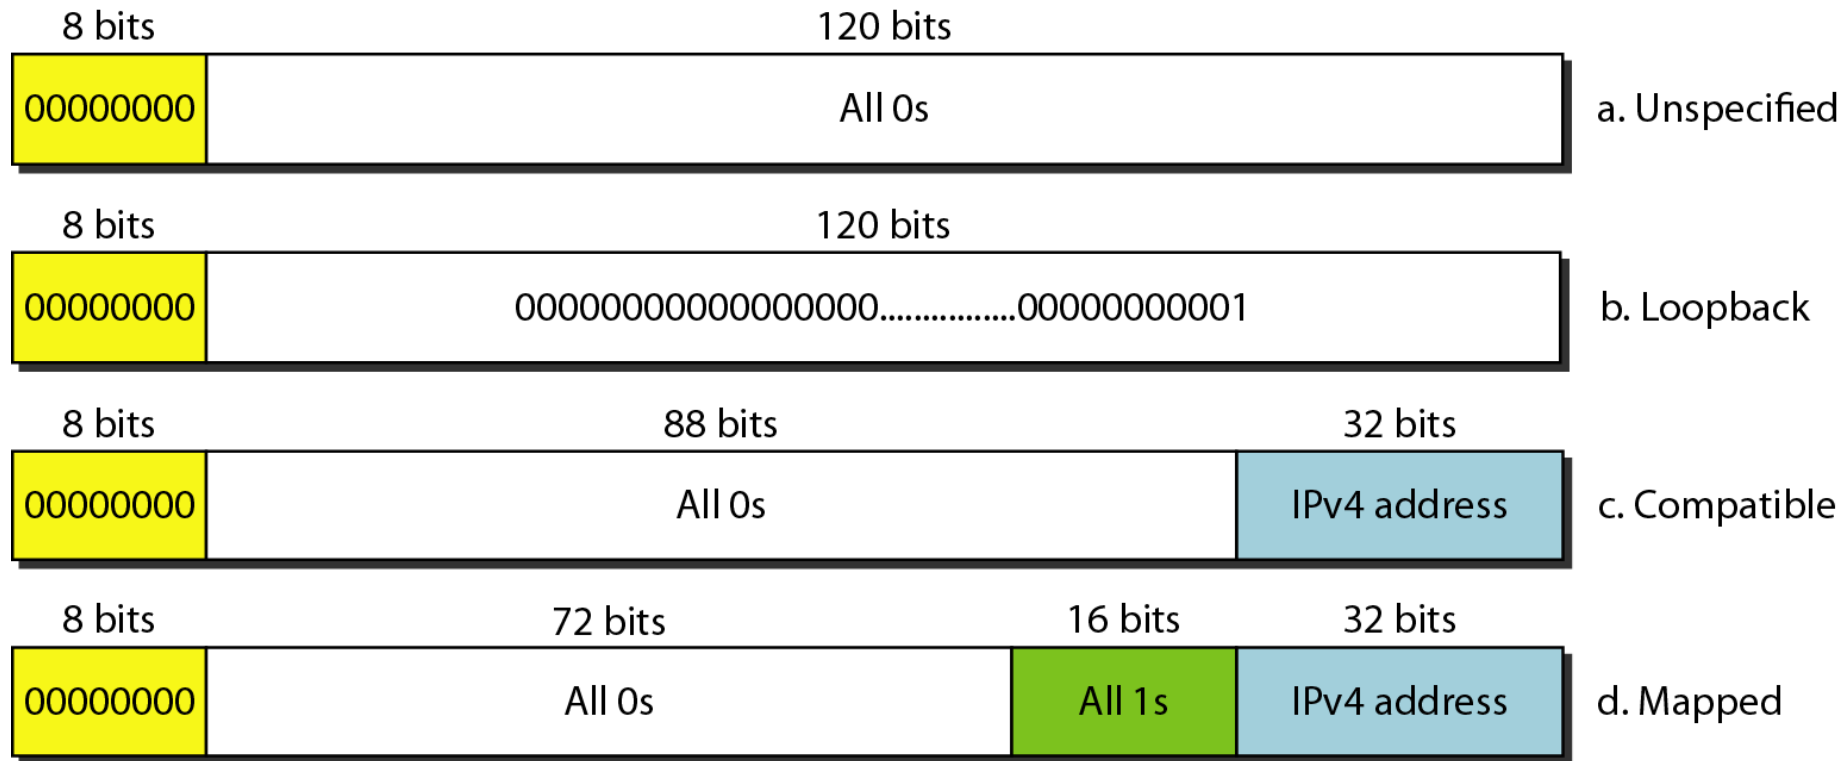 8 bits 120 bits
00000000 All 0s a. Unspecified
8 bits 120 bits
00000000 00000000000000000...............00000000001 b. Loopback
8 bits 88 bits 32 bits
00000000 All 0s IPv4 address c. Compatible
8 bits 72 bits 16 bits 32 bits
00000000 All 0s All 1s IPv4 address d. Mapped